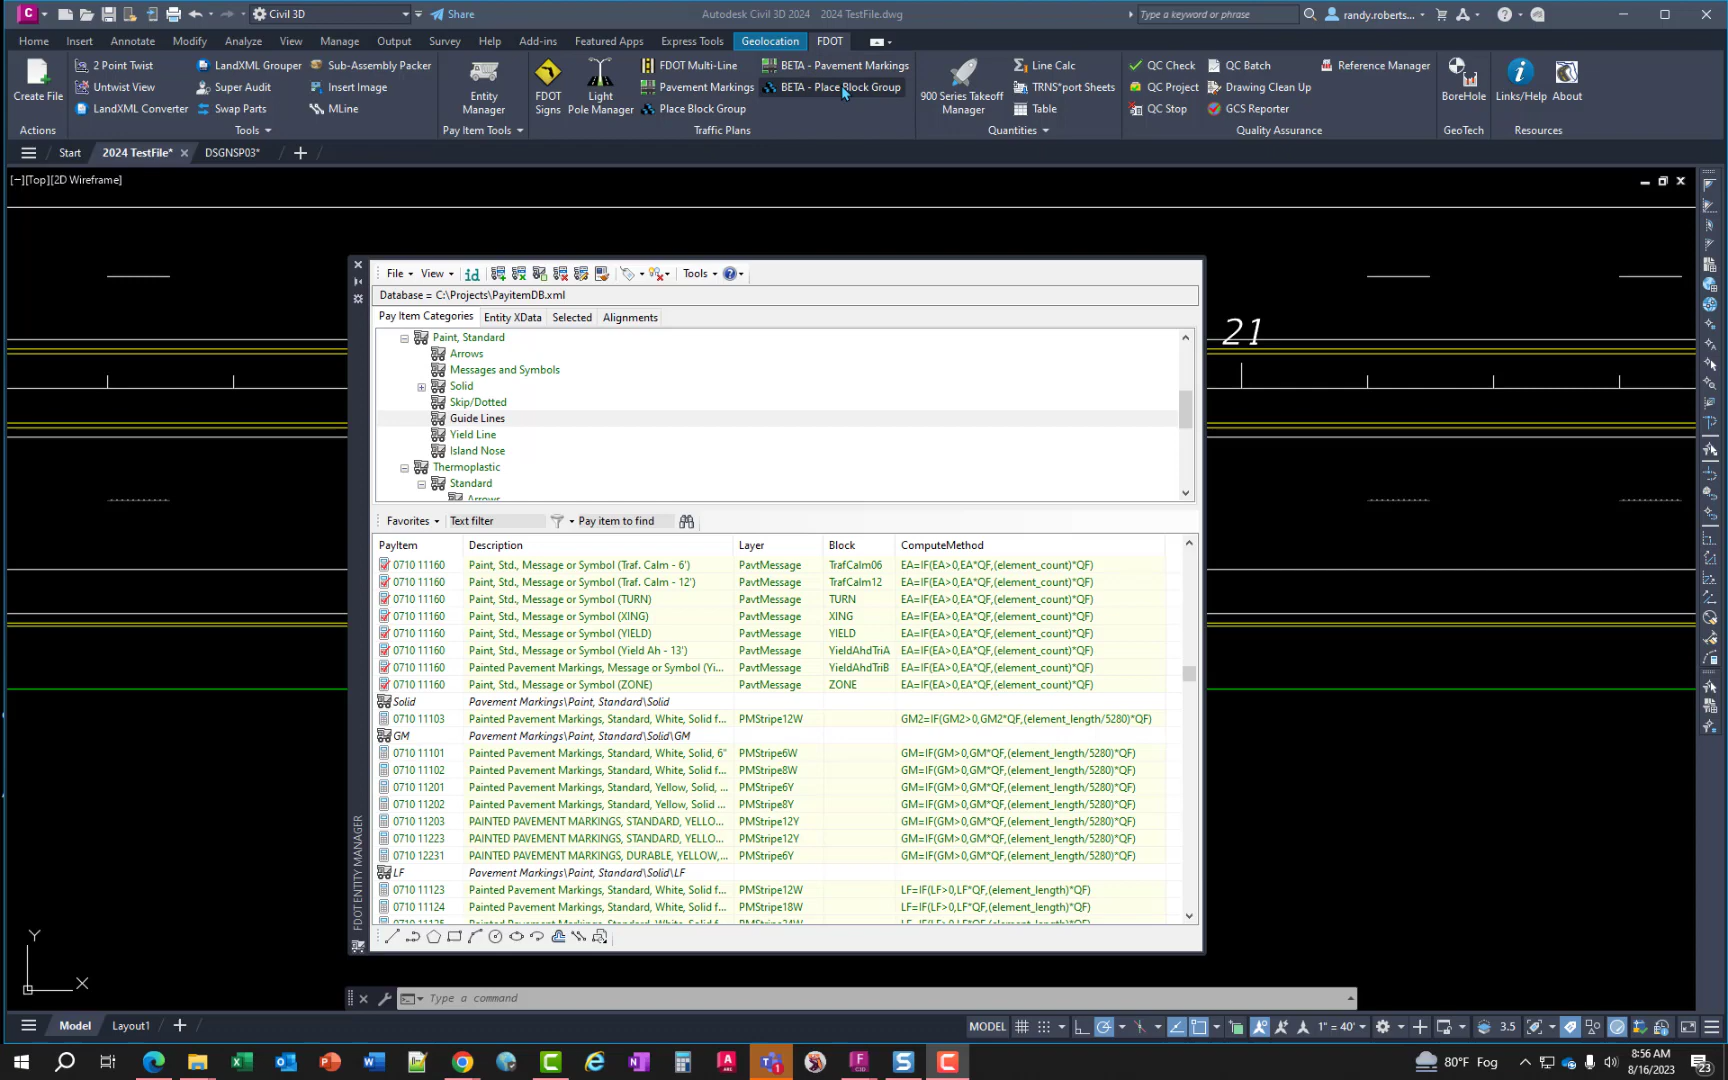 C
Civil 3D
Share
Autodesk Civil 3D 2024 2024 TestFile.dwg
Type a keyword or phrase
randy.roberts...
Home Insert Annotate Modify Analyze View Manage Output Survey Help Add-ins Featured Apps Express Tools Geolocation FDOT
Create File
Actions
2 Point Twist
LandXML Grouper
Sub-Assembly Packer
Untwist View
Super Audit
Insert Image
LandXML Converter
Swap Parts
MLine
Tools
Entity Manager
Pay Item Tools
FDOT Signs
Light Pole Manager
FDOT Multi-Line
BETA - Pavement Markings
Pavement Markings
BETA - Place Block Group
Place Block Group
Traffic Plans
900 Series Takeoff Manager
Line Calc
TRNS*port Sheets
Table
Quantities
QC Check
QC Batch
Reference Manager
QC Project
Drawing Clean Up
QC Stop
GCS Reporter
Quality Assurance
BoreHole
GeoTech
Links/Help
About
Resources
Start 2024 TestFile* DSGNSP03*
[−][Top][2D Wireframe]
21
File View id Tools
Database = C:\Projects\PayitemDB.xml
Pay Item Categories Entity XData Selected Alignments
Paint, Standard
Arrows
Messages and Symbols
Solid
Skip/Dotted
Guide Lines
Yield Line
Island Nose
Thermoplastic
Standard
Arrows
Favorites Text filter Pay item to find
PayItem Description Layer Block ComputeMethod
0710 11160 Paint, Std., Message or Symbol (Traf. Calm - 6') PavtMessage TrafCalm06 EA=IF(EA>0,EA*QF,(element_count)*QF)
0710 11160 Paint, Std., Message or Symbol (Traf. Calm - 12') PavtMessage TrafCalm12 EA=IF(EA>0,EA*QF,(element_count)*QF)
0710 11160 Paint, Std., Message or Symbol (TURN) PavtMessage TURN EA=IF(EA>0,EA*QF,(element_count)*QF)
0710 11160 Paint, Std., Message or Symbol (XING) PavtMessage XING EA=IF(EA>0,EA*QF,(element_count)*QF)
0710 11160 Paint, Std., Message or Symbol (YIELD) PavtMessage YIELD EA=IF(EA>0,EA*QF,(element_count)*QF)
0710 11160 Paint, Std., Message or Symbol (Yield Ah - 13') PavtMessage YieldAhdTriA EA=IF(EA>0,EA*QF,(element_count)*QF)
0710 11160 Painted Pavement Markings, Message or Symbol (Yi... PavtMessage YieldAhdTriB EA=IF(EA>0,EA*QF,(element_count)*QF)
0710 11160 Paint, Std., Message or Symbol (ZONE) PavtMessage ZONE EA=IF(EA>0,EA*QF,(element_count)*QF)
Solid Pavement Markings\Paint, Standard\Solid
0710 11103 Painted Pavement Markings, Standard, White, Solid f... PMStripe12W GM2=IF(GM2>0,GM2*QF,(element_length/5280)*QF)
GM Pavement Markings\Paint, Standard\Solid\GM
0710 11101 Painted Pavement Markings, Standard, White, Solid, 6" PMStripe6W GM=IF(GM>0,GM*QF,(element_length/5280)*QF)
0710 11102 Painted Pavement Markings, Standard, White, Solid f... PMStripe8W GM=IF(GM>0,GM*QF,(element_length/5280)*QF)
0710 11201 Painted Pavement Markings, Standard, Yellow, Solid, ... PMStripe6Y GM=IF(GM>0,GM*QF,(element_length/5280)*QF)
0710 11202 Painted Pavement Markings, Standard, Yellow, Solid ... PMStripe8Y GM=IF(GM>0,GM*QF,(element_length/5280)*QF)
0710 11203 PAINTED PAVEMENT MARKINGS, STANDARD, YELLO... PMStripe12Y GM=IF(GM>0,GM*QF,(element_length/5280)*QF)
0710 11223 PAINTED PAVEMENT MARKINGS, STANDARD, YELLO... PMStripe12Y GM=IF(GM>0,GM*QF,(element_length/5280)*QF)
0710 12231 PAINTED PAVEMENT MARKINGS, DURABLE, YELLOW,... PMStripe6Y GM=IF(GM>0,GM*QF,(element_length/5280)*QF)
LF Pavement Markings\Paint, Standard\Solid\LF
0710 11123 Painted Pavement Markings, Standard, White, Solid f... PMStripe12W LF=IF(LF>0,LF*QF,(element_length)*QF)
0710 11124 Painted Pavement Markings, Standard, White, Solid f... PMStripe18W LF=IF(LF>0,LF*QF,(element_length)*QF)
FDOT ENTITY MANAGER
Y
X
Type a command
Model Layout1
MODEL 1" = 40' 3.5
80°F Fog
8:56 AM
8/16/2023
23